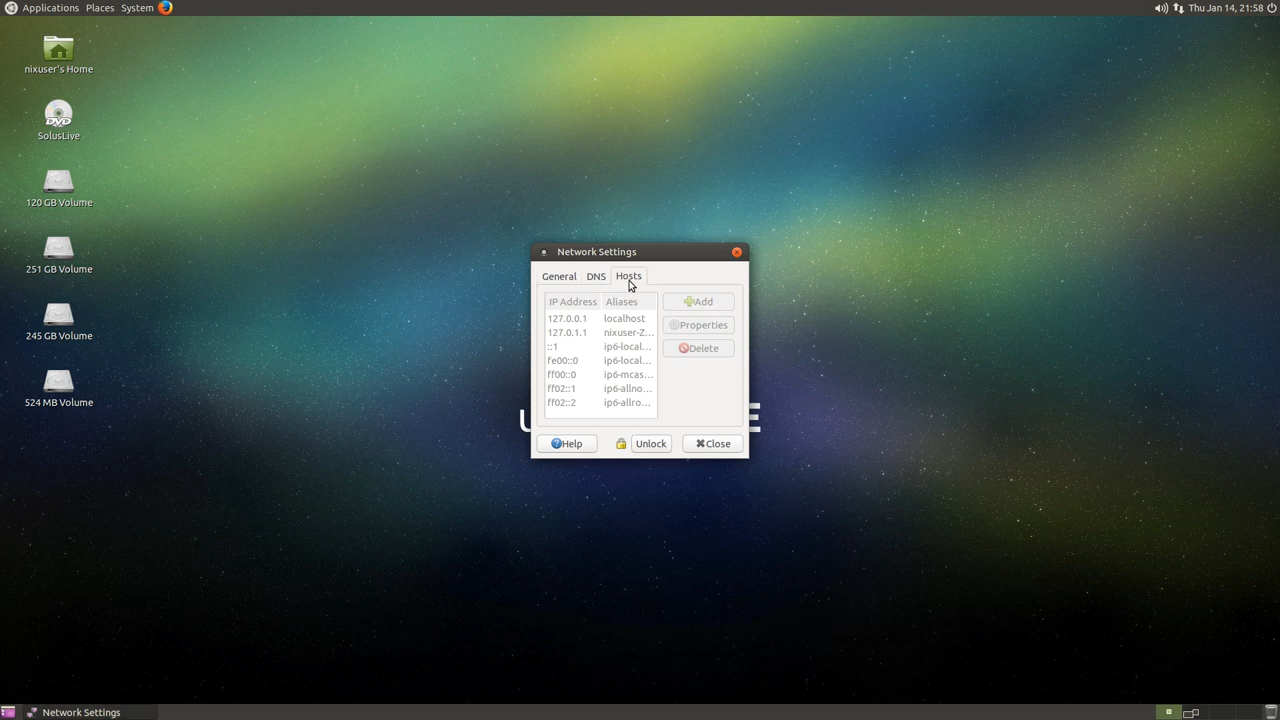 Applications Places System
Thu Jan 14, 21:58
nixuser's Home
SolusLive
120 GB Volume
251 GB Volume
245 GB Volume
524 MB Volume
Network Settings
General DNS Hosts
IP Address Aliases
127.0.0.1 localhost
127.0.1.1 nixuser-Z...
::1 ip6-local...
fe00::0 ip6-local...
ff00::0 ip6-mcas...
ff02::1 ip6-allno...
ff02::2 ip6-allro...
Add
Properties
Delete
U E
Help Unlock Close
Network Settings